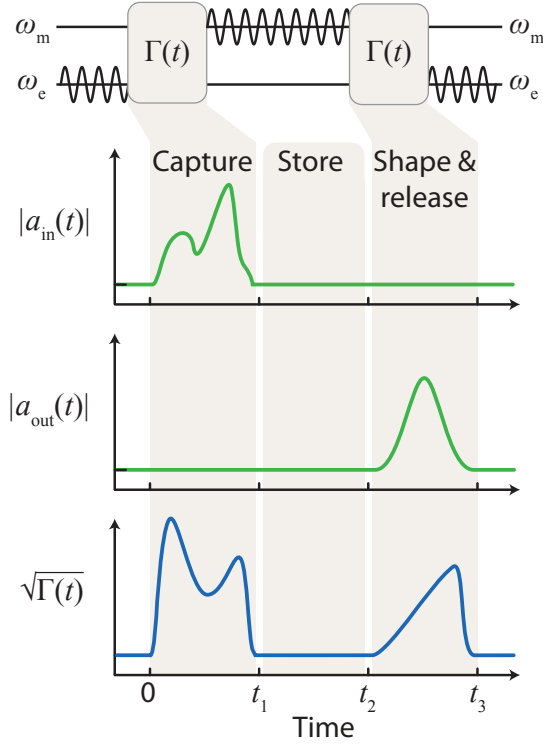 ωm Γ(t) Γ(t) ωm
ωe ωe
Capture Store Shape &
release
|ain(t)|
|aout(t)|
√Γ(t)
0 t1 t2 t3
Time